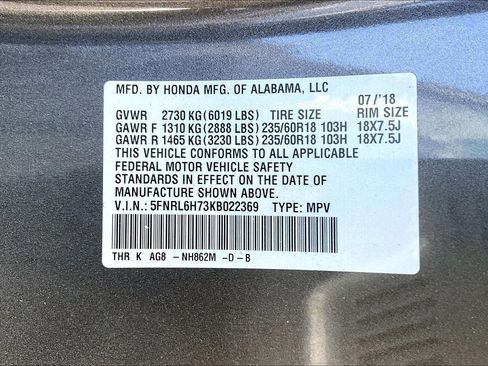 MFD. BY HONDA MFG. OF ALABAMA, LLC
07 /'18
GVWR 2730 KG(6019 LBS) TIRE SIZE RIM SIZE
GAWR F 1310 KG(2888 LBS)235/60R18 103H 18X7.5J
GAWR R 1465 KG(3230 LBS)235/60R18 103H 18X7.5J
THIS VEHICLE CONFORMS TO ALL APPLICABLE
FEDERAL MOTOR VEHICLE SAFETY
STANDARDS IN EFFECT ON THE DATE OF
MANUFACTURE SHOWN ABOVE.
V.I.N.: 5FNRL6H73KB022369 TYPE: MPV
THR K AG8 -NH862M -D-B